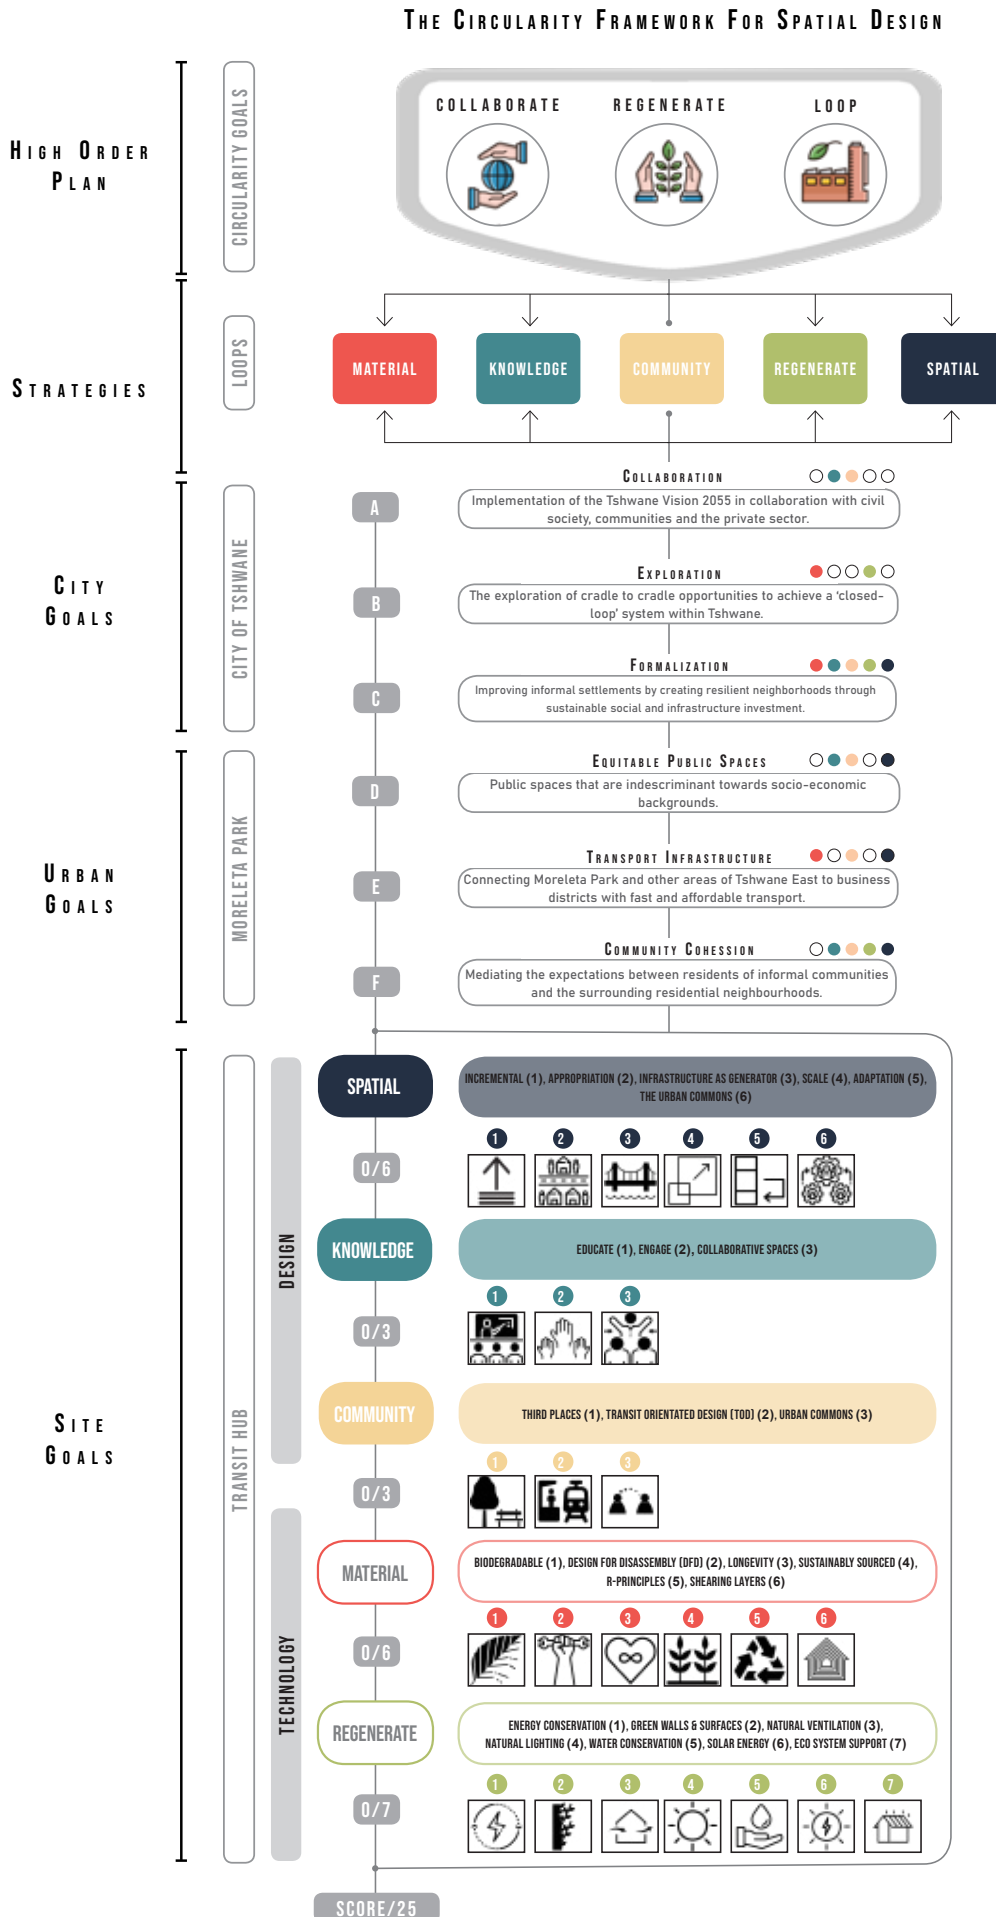 THE CIRCULARITY FRAMEWORK FOR SPATIAL DESIGN
HIGH ORDER
PLAN
CIRCULARITY GOALS
COLLABORATE
REGENERATE
LOOP
STRATEGIES
LOOPS
MATERIAL
KNOWLEDGE
COMMUNITY
REGENERATE
SPATIAL
CITY
GOALS
CITY OF TSHWANE
A
COLLABORATION
Implementation of the Tshwane Vision 2055 in collaboration with civil
society, communities and the private sector.
B
EXPLORATION
The exploration of cradle to cradle opportunities to achieve a ‘closed-
loop’ system within Tshwane.
C
FORMALIZATION
Improving informal settlements by creating resilient neighborhoods through
sustainable social and infrastructure investment.
URBAN
GOALS
MORELETA PARK
D
EQUITABLE PUBLIC SPACES
Public spaces that are indescriminant towards socio-economic
backgrounds.
E
TRANSPORT INFRASTRUCTURE
Connecting Moreleta Park and other areas of Tshwane East to business
districts with fast and affordable transport.
F
COMMUNITY COHESSION
Mediating the expectations between residents of informal communities
and the surrounding residential neighbourhoods.
SITE
GOALS
TRANSIT HUB
DESIGN
SPATIAL
INCREMENTAL (1), APPROPRIATION (2), INFRASTRUCTURE AS GENERATOR (3), SCALE (4), ADAPTATION (5),
THE URBAN COMMONS (6)
0/6
1 2 3 4 5 6
KNOWLEDGE
EDUCATE (1), ENGAGE (2), COLLABORATIVE SPACES (3)
0/3
1 2 3
COMMUNITY
THIRD PLACES (1), TRANSIT ORIENTATED DESIGN (TOD) (2), URBAN COMMONS (3)
0/3
1 2 3
TECHNOLOGY
MATERIAL
BIODEGRADABLE (1), DESIGN FOR DISASSEMBLY (DFD) (2), LONGEVITY (3), SUSTAINABLY SOURCED (4),
R-PRINCIPLES (5), SHEARING LAYERS (6)
0/6
1 2 3 4 5 6
REGENERATE
ENERGY CONSERVATION (1), GREEN WALLS & SURFACES (2), NATURAL VENTILATION (3),
NATURAL LIGHTING (4), WATER CONSERVATION (5), SOLAR ENERGY (6), ECO SYSTEM SUPPORT (7)
0/7
1 2 3 4 5 6 7
SCORE/25